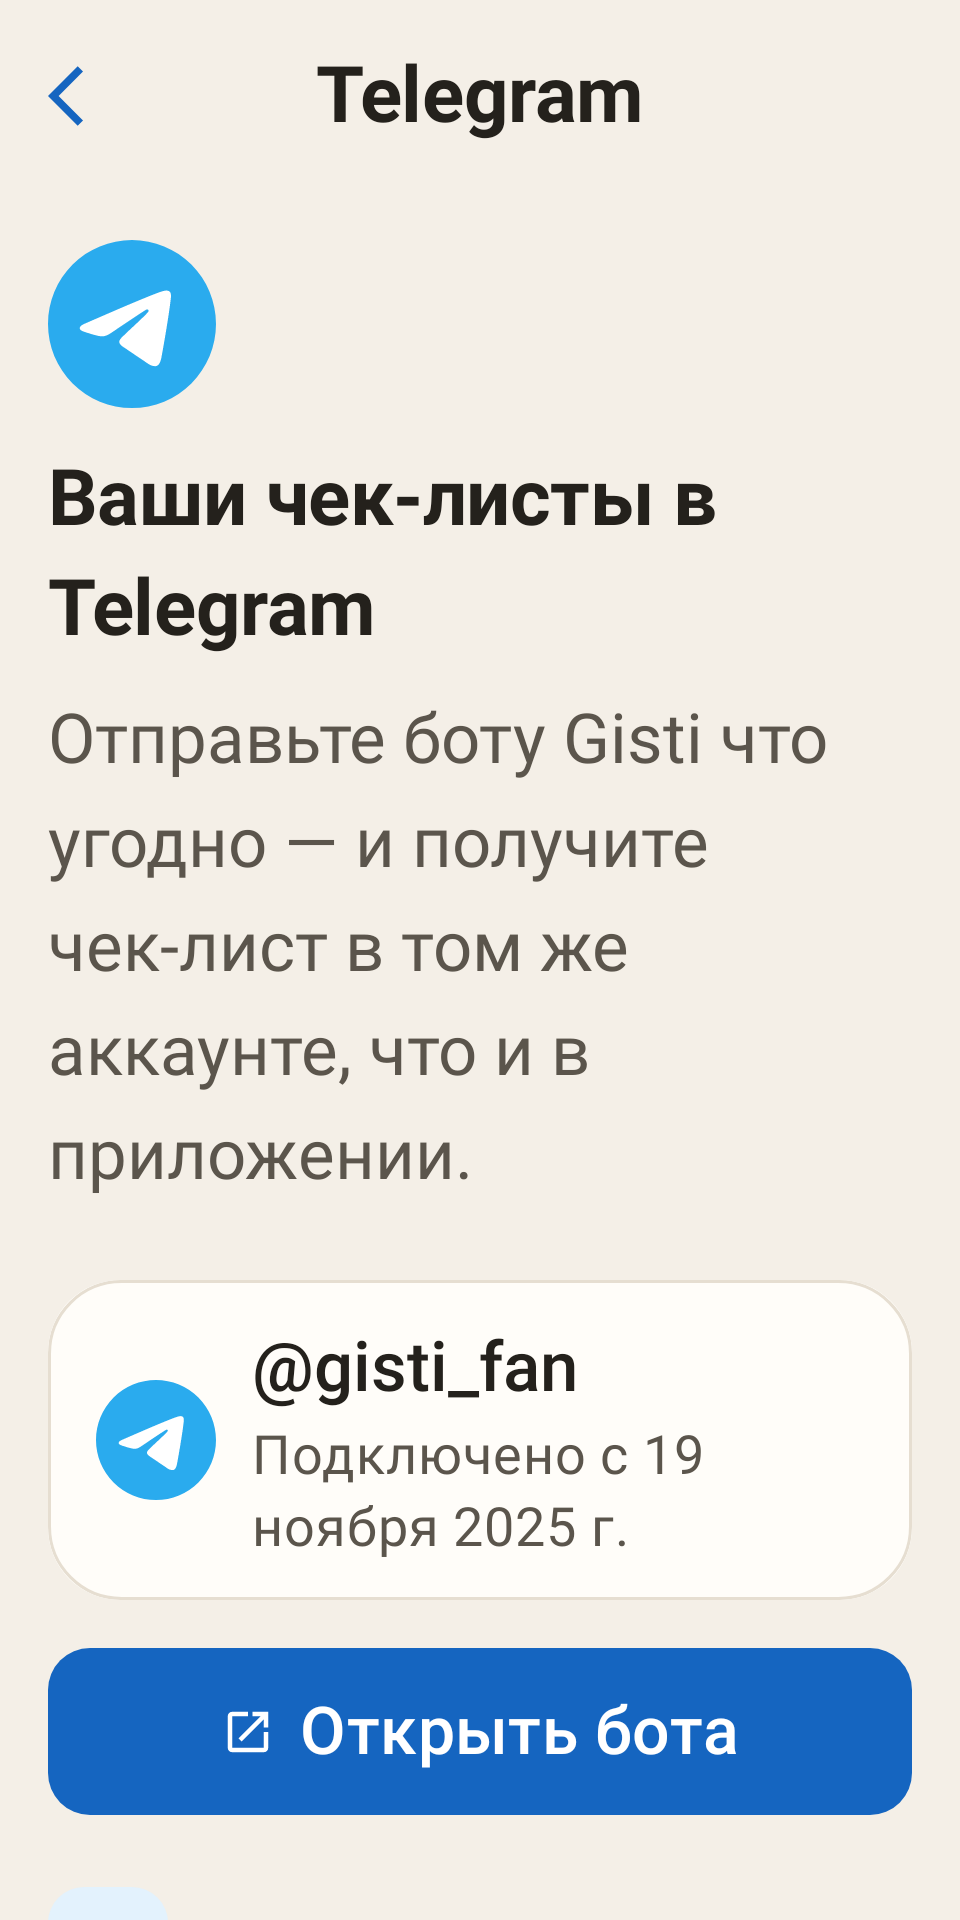 Telegram
Ваши чек-листы в
Telegram
Отправьте боту Gisti что
угодно — и получите
чек-лист в том же
аккаунте, что и в
приложении.
@gisti_fan
Подключено с 19
ноября 2025 г.
Открыть бота